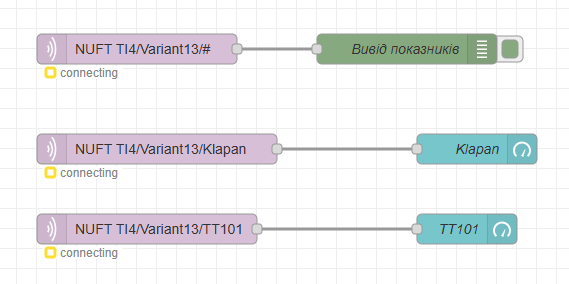 NUFT TI4/Variant13/#
Вивід показників
connecting
NUFT TI4/Variant13/Klapan
Klapan
connecting
NUFT TI4/Variant13/TT101
TT101
connecting